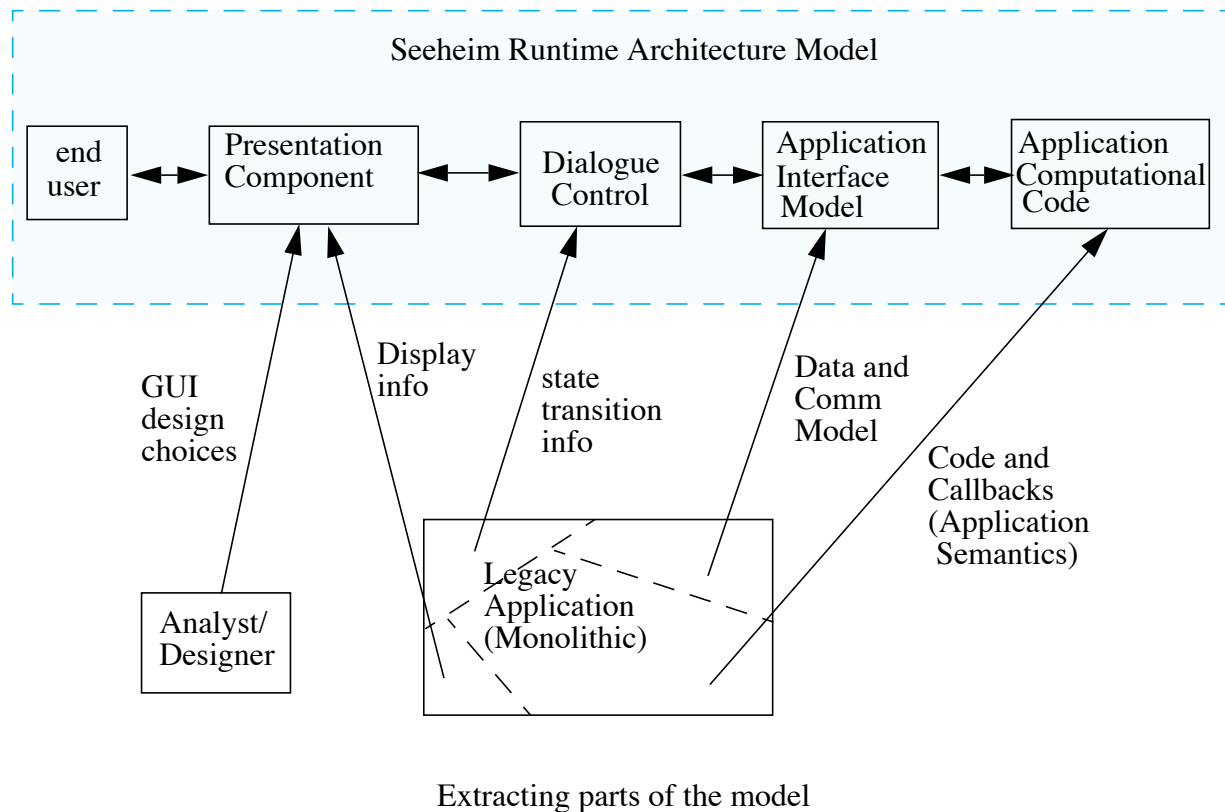 Seeheim Runtime Architecture Model
end
user
Presentation
Component
Dialogue
Control
Application
Interface
Model
Application
Computational
Code
GUI
design
choices
Display
info
state
transition
info
Data and
Comm
Model
Code and
Callbacks
(Application
Semantics)
Analyst/
Designer
Legacy
Application
(Monolithic)
Extracting parts of the model